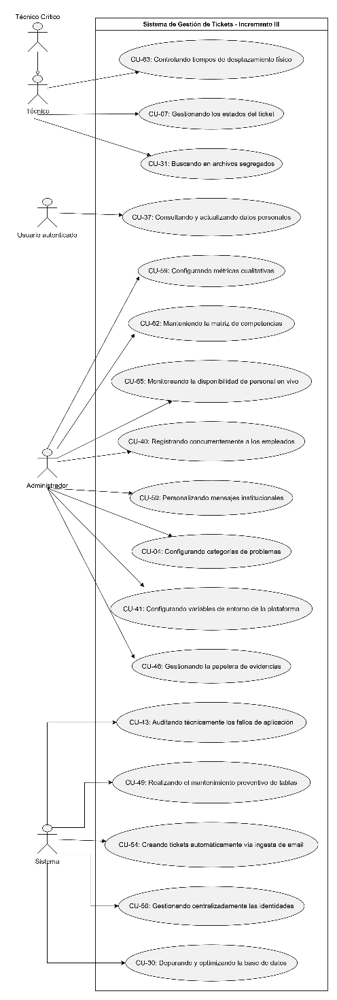 Técnico Crítico
Sistema de Gestión de Tickets - Incremento III
CU-63: Controlando tiempos de desplazamiento físico
Técnico
CU-07: Gestionando los estados del ticket
CU-31: Buscando en archivos segregados
CU-37: Consultando y actualizando datos personales
Usuario autenticado
CU-59: Configurando métricas cualitativas
CU-62: Manteniendo la matriz de competencias
CU-65: Monitoreando la disponibilidad de personal en vivo
CU-40: Registrando concurrentemente a los empleados
Administrador
CU-50: Personalizando mensajes institucionales
CU-04: Configurando categorías de problemas
CU-41: Configurando variables de entorno de la plataforma
CU-46: Gestionando la papelera de evidencias
CU-43: Auditando técnicamente los fallos de aplicación
CU-49: Realizando el mantenimiento preventivo de tablas
CU-54: Creando tickets automáticamente vía ingesta de email
Sistema
CU-56: Gestionando centralizadamente las identidades
CU-30: Depurando y optimizando la base de datos